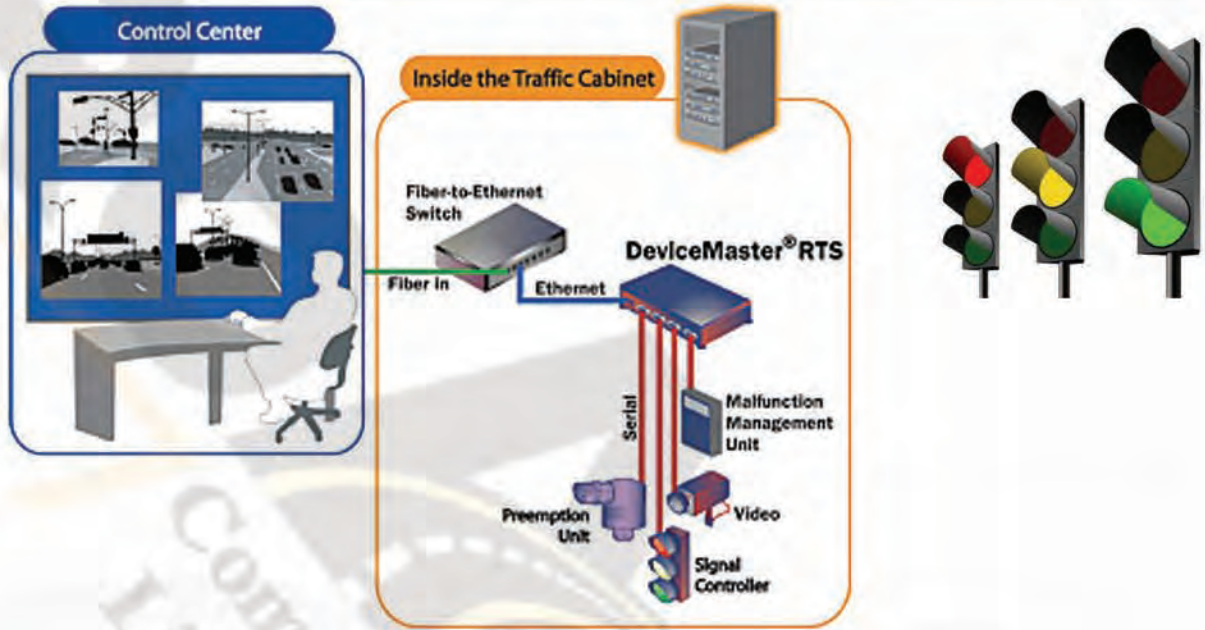 Control Center
Inside the Traffic Cabinet
Fiber-to-Ethernet
Switch
DeviceMaster® RTS
Fiber In
Ethernet
Serial
Malfunction
Management
Unit
Preemption
Unit
Video
Signal
Controller
Com